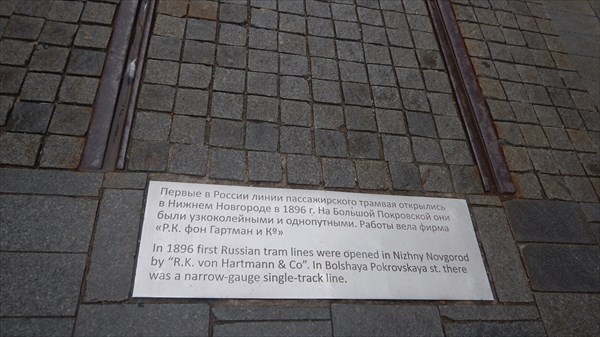 Первые в России линии пассажирского трамвая открылись
в Нижнем Новгороде в 1896 г. На Большой Покровской они
были узкоколейными и однопутными. Работы вела фирма
«Р.К. фон Гартман и Кº»
In 1896 first Russian tram lines were opened in Nizhny Novgorod
by "R.K. von Hartmann & Co". In Bolshaya Pokrovskaya st. there
was a narrow-gauge single-track line.